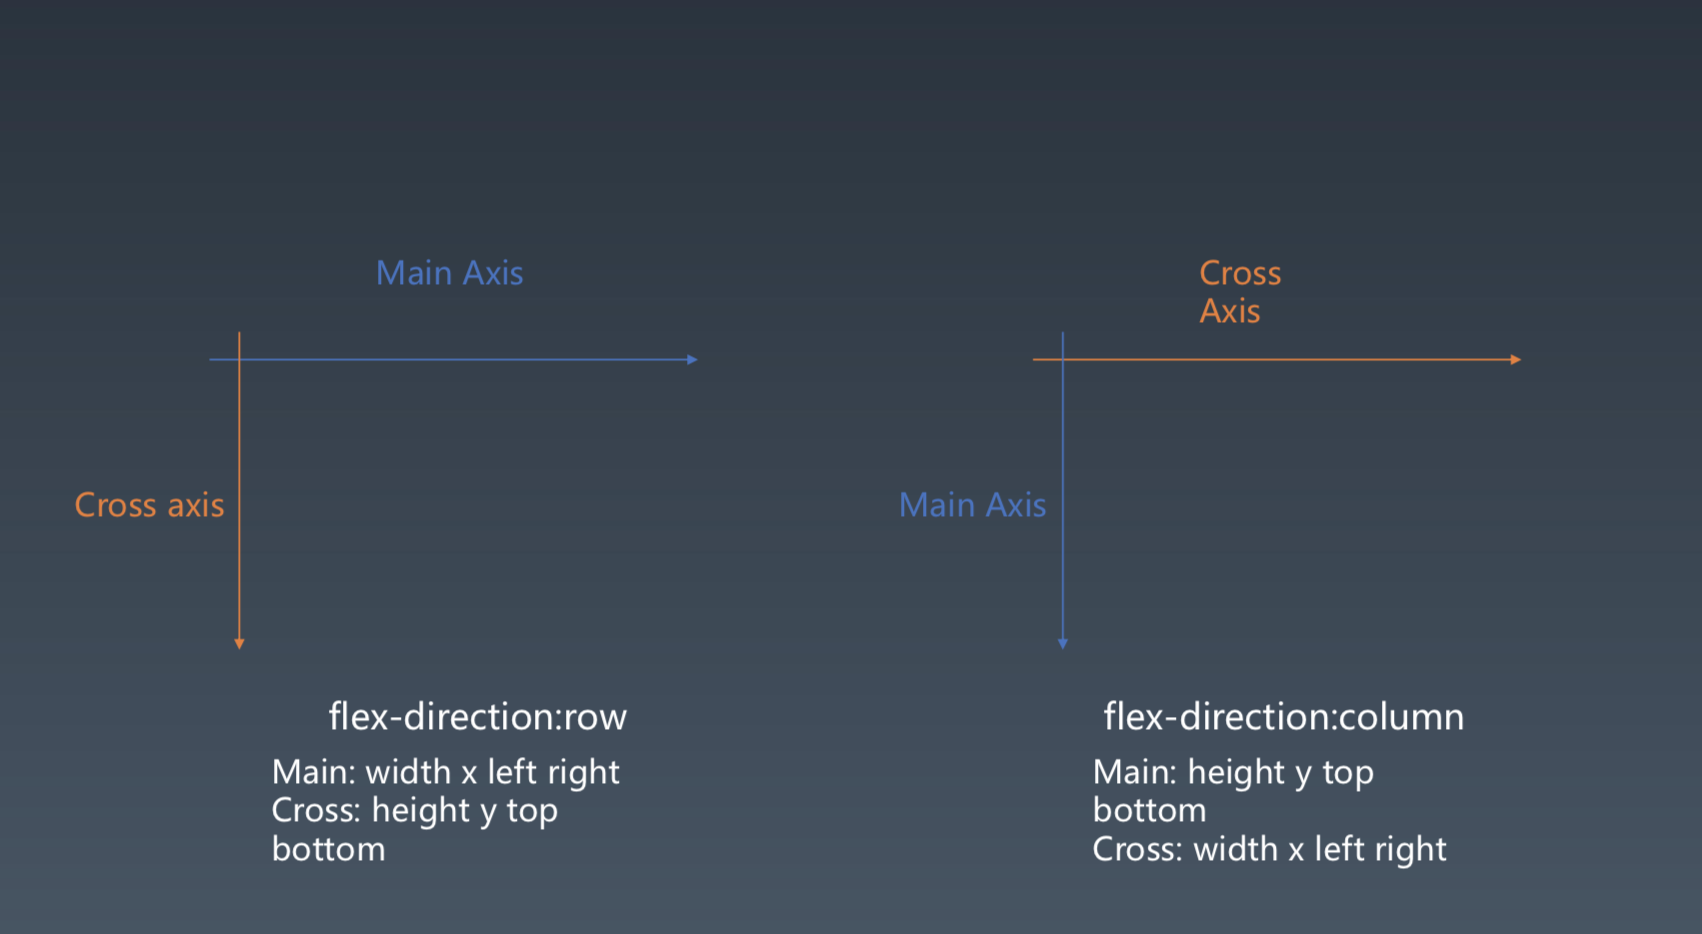 Main Axis
Cross axis
flex-direction:row
Main: width x left right
Cross: height y top
bottom
Cross
Axis
Main Axis
flex-direction:column
Main: height y top
bottom
Cross: width x left right